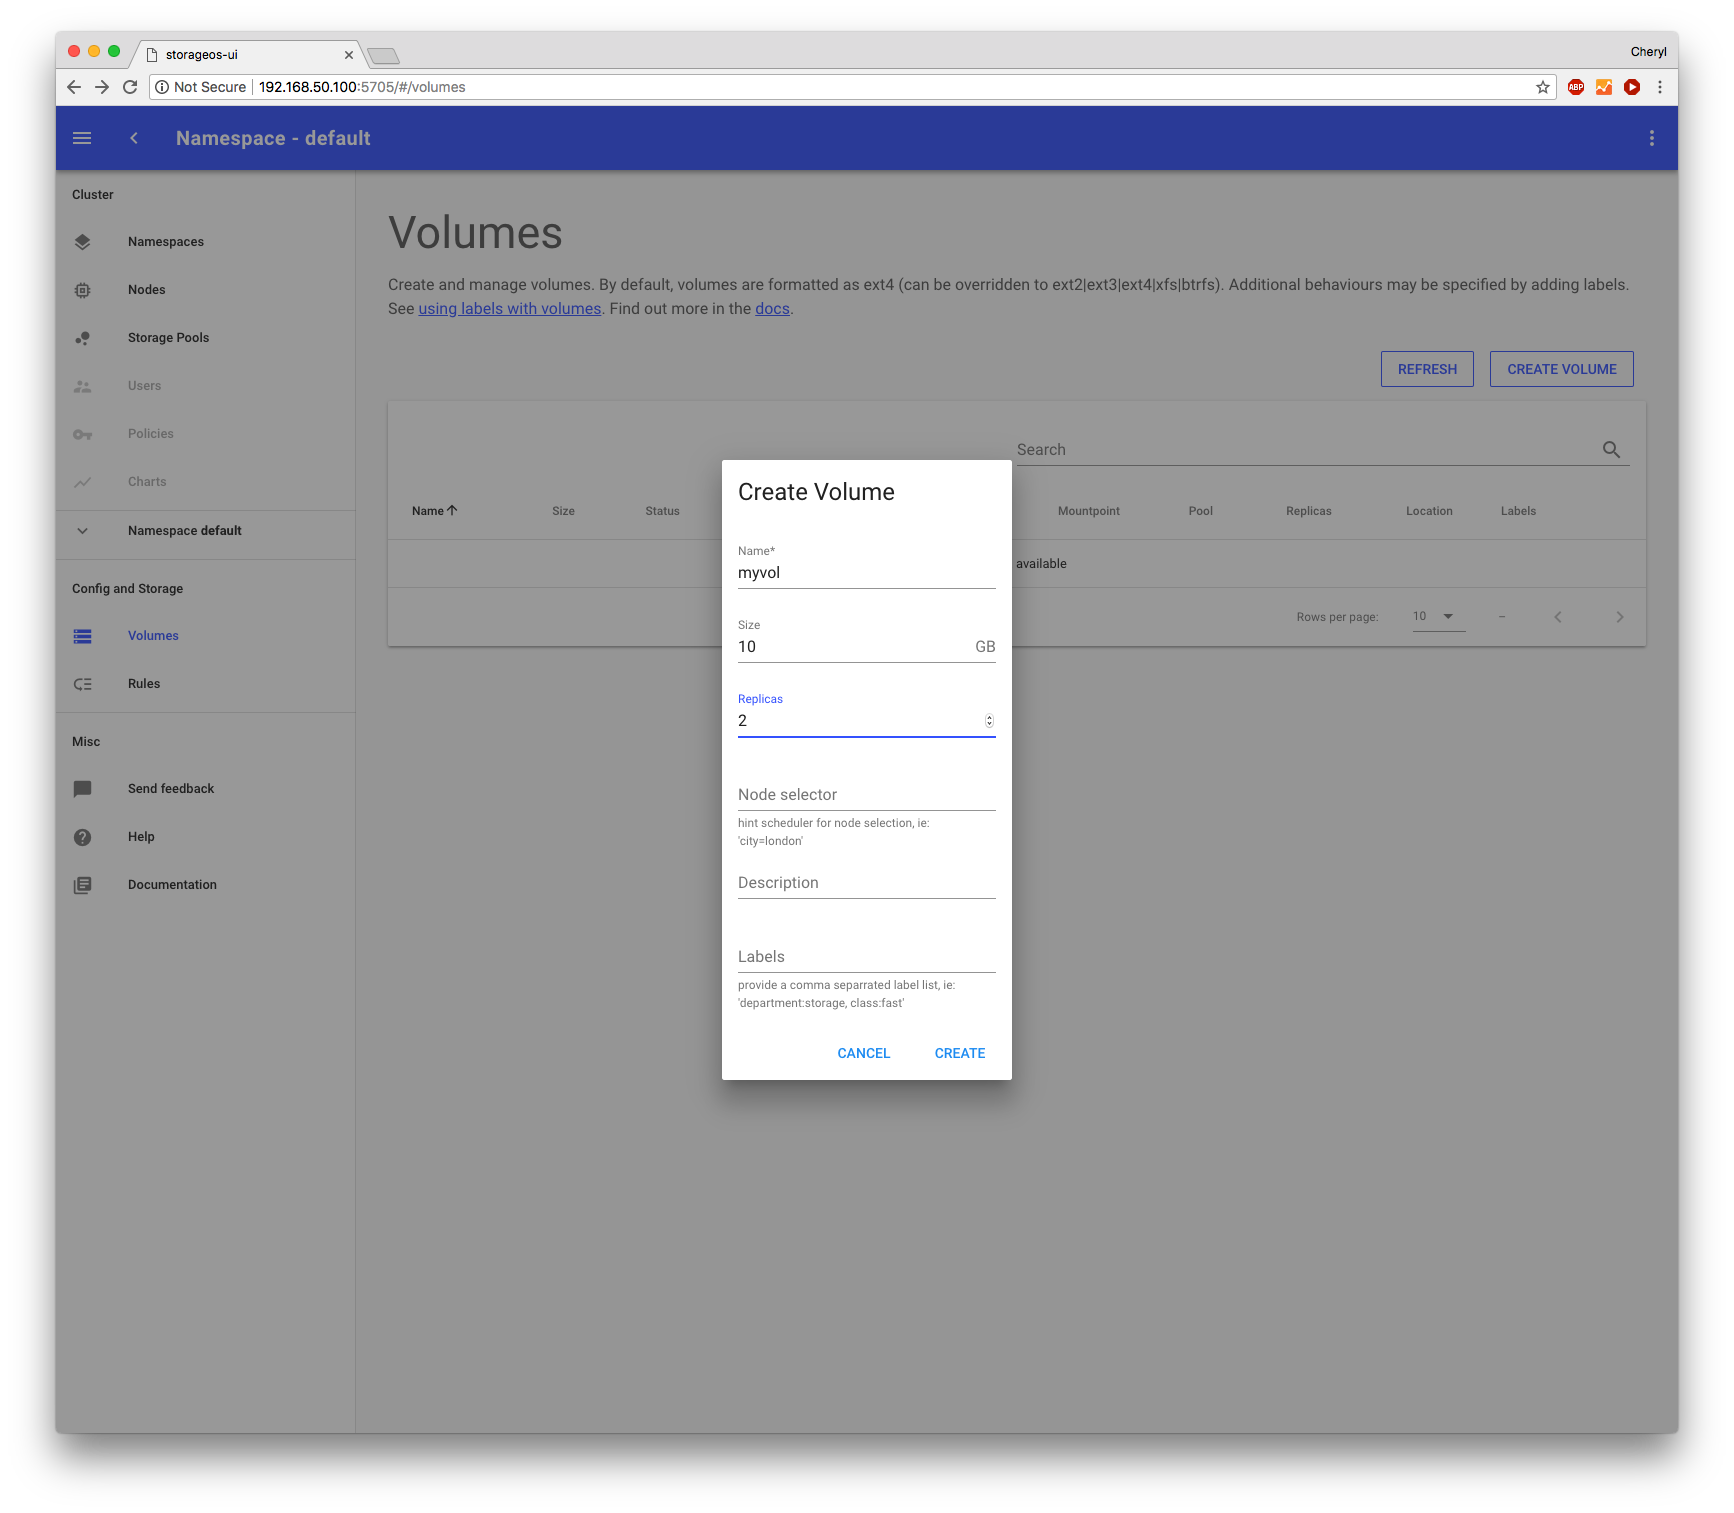 storageos-ui
Cheryl
Not Secure
192.168.50.100:5705/#/volumes
ABP
Namespace - default
Cluster
Namespaces
Nodes
Storage Pools
Users
Policies
Charts
Namespace default
Config and Storage
Volumes
Rules
Misc
Send feedback
Help
Documentation
Volumes
Create and manage volumes. By default, volumes are formatted as ext4 (can be overridden to ext2|ext3|ext4|xfs|btrfs). Additional behaviours may be specified by adding labels.
See using labels with volumes. Find out more in the docs.
REFRESH
CREATE VOLUME
Search
Name Size Status Mountpoint Pool Replicas Location Labels
available
Rows per page: 10 –
Create Volume
Name*
myvol
Size
10 GB
Replicas
2
Node selector
hint scheduler for node selection, ie:
'city=london'
Description
Labels
provide a comma separrated label list, ie:
'department:storage, class:fast'
CANCEL CREATE